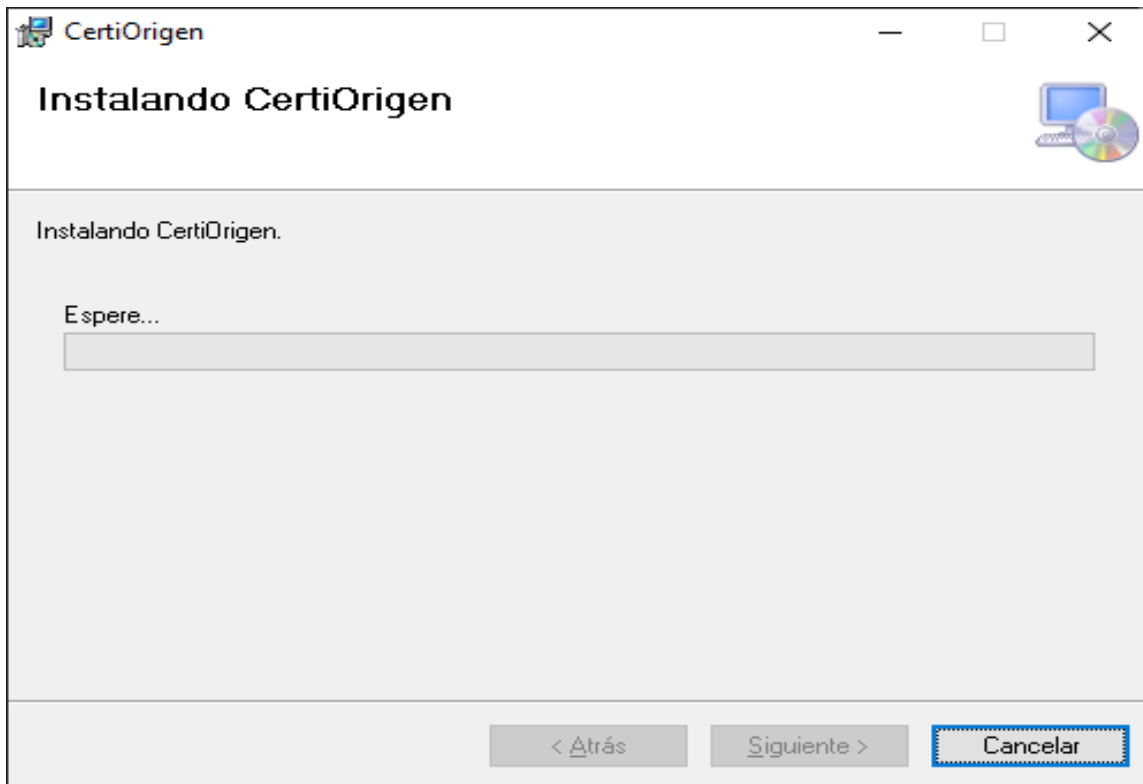 CertiOrigen
Instalando CertiOrigen
Instalando CertiOrigen.
Espere...
< Atrás
Siguiente >
Cancelar